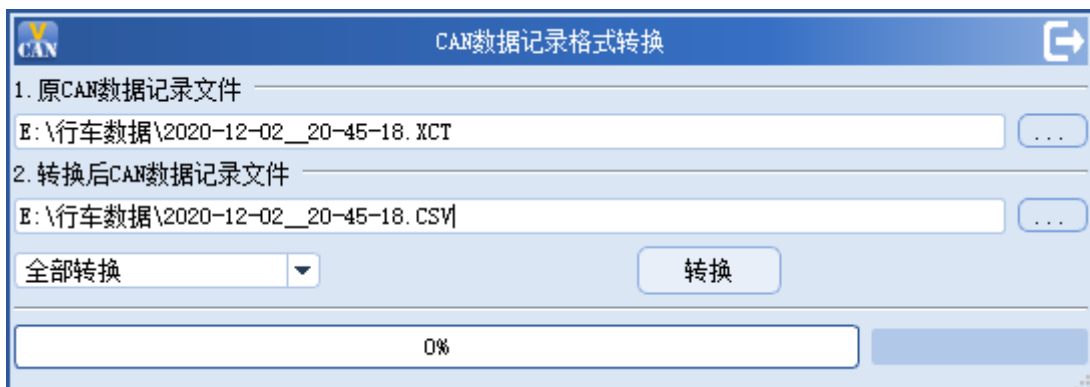 VCAN CAN数据记录格式转换
1.原CAN数据记录文件
E:\行车数据\2020-12-02__20-45-18.XCT ...
2.转换后CAN数据记录文件
E:\行车数据\2020-12-02__20-45-18.CSV ...
全部转换 转换
0%